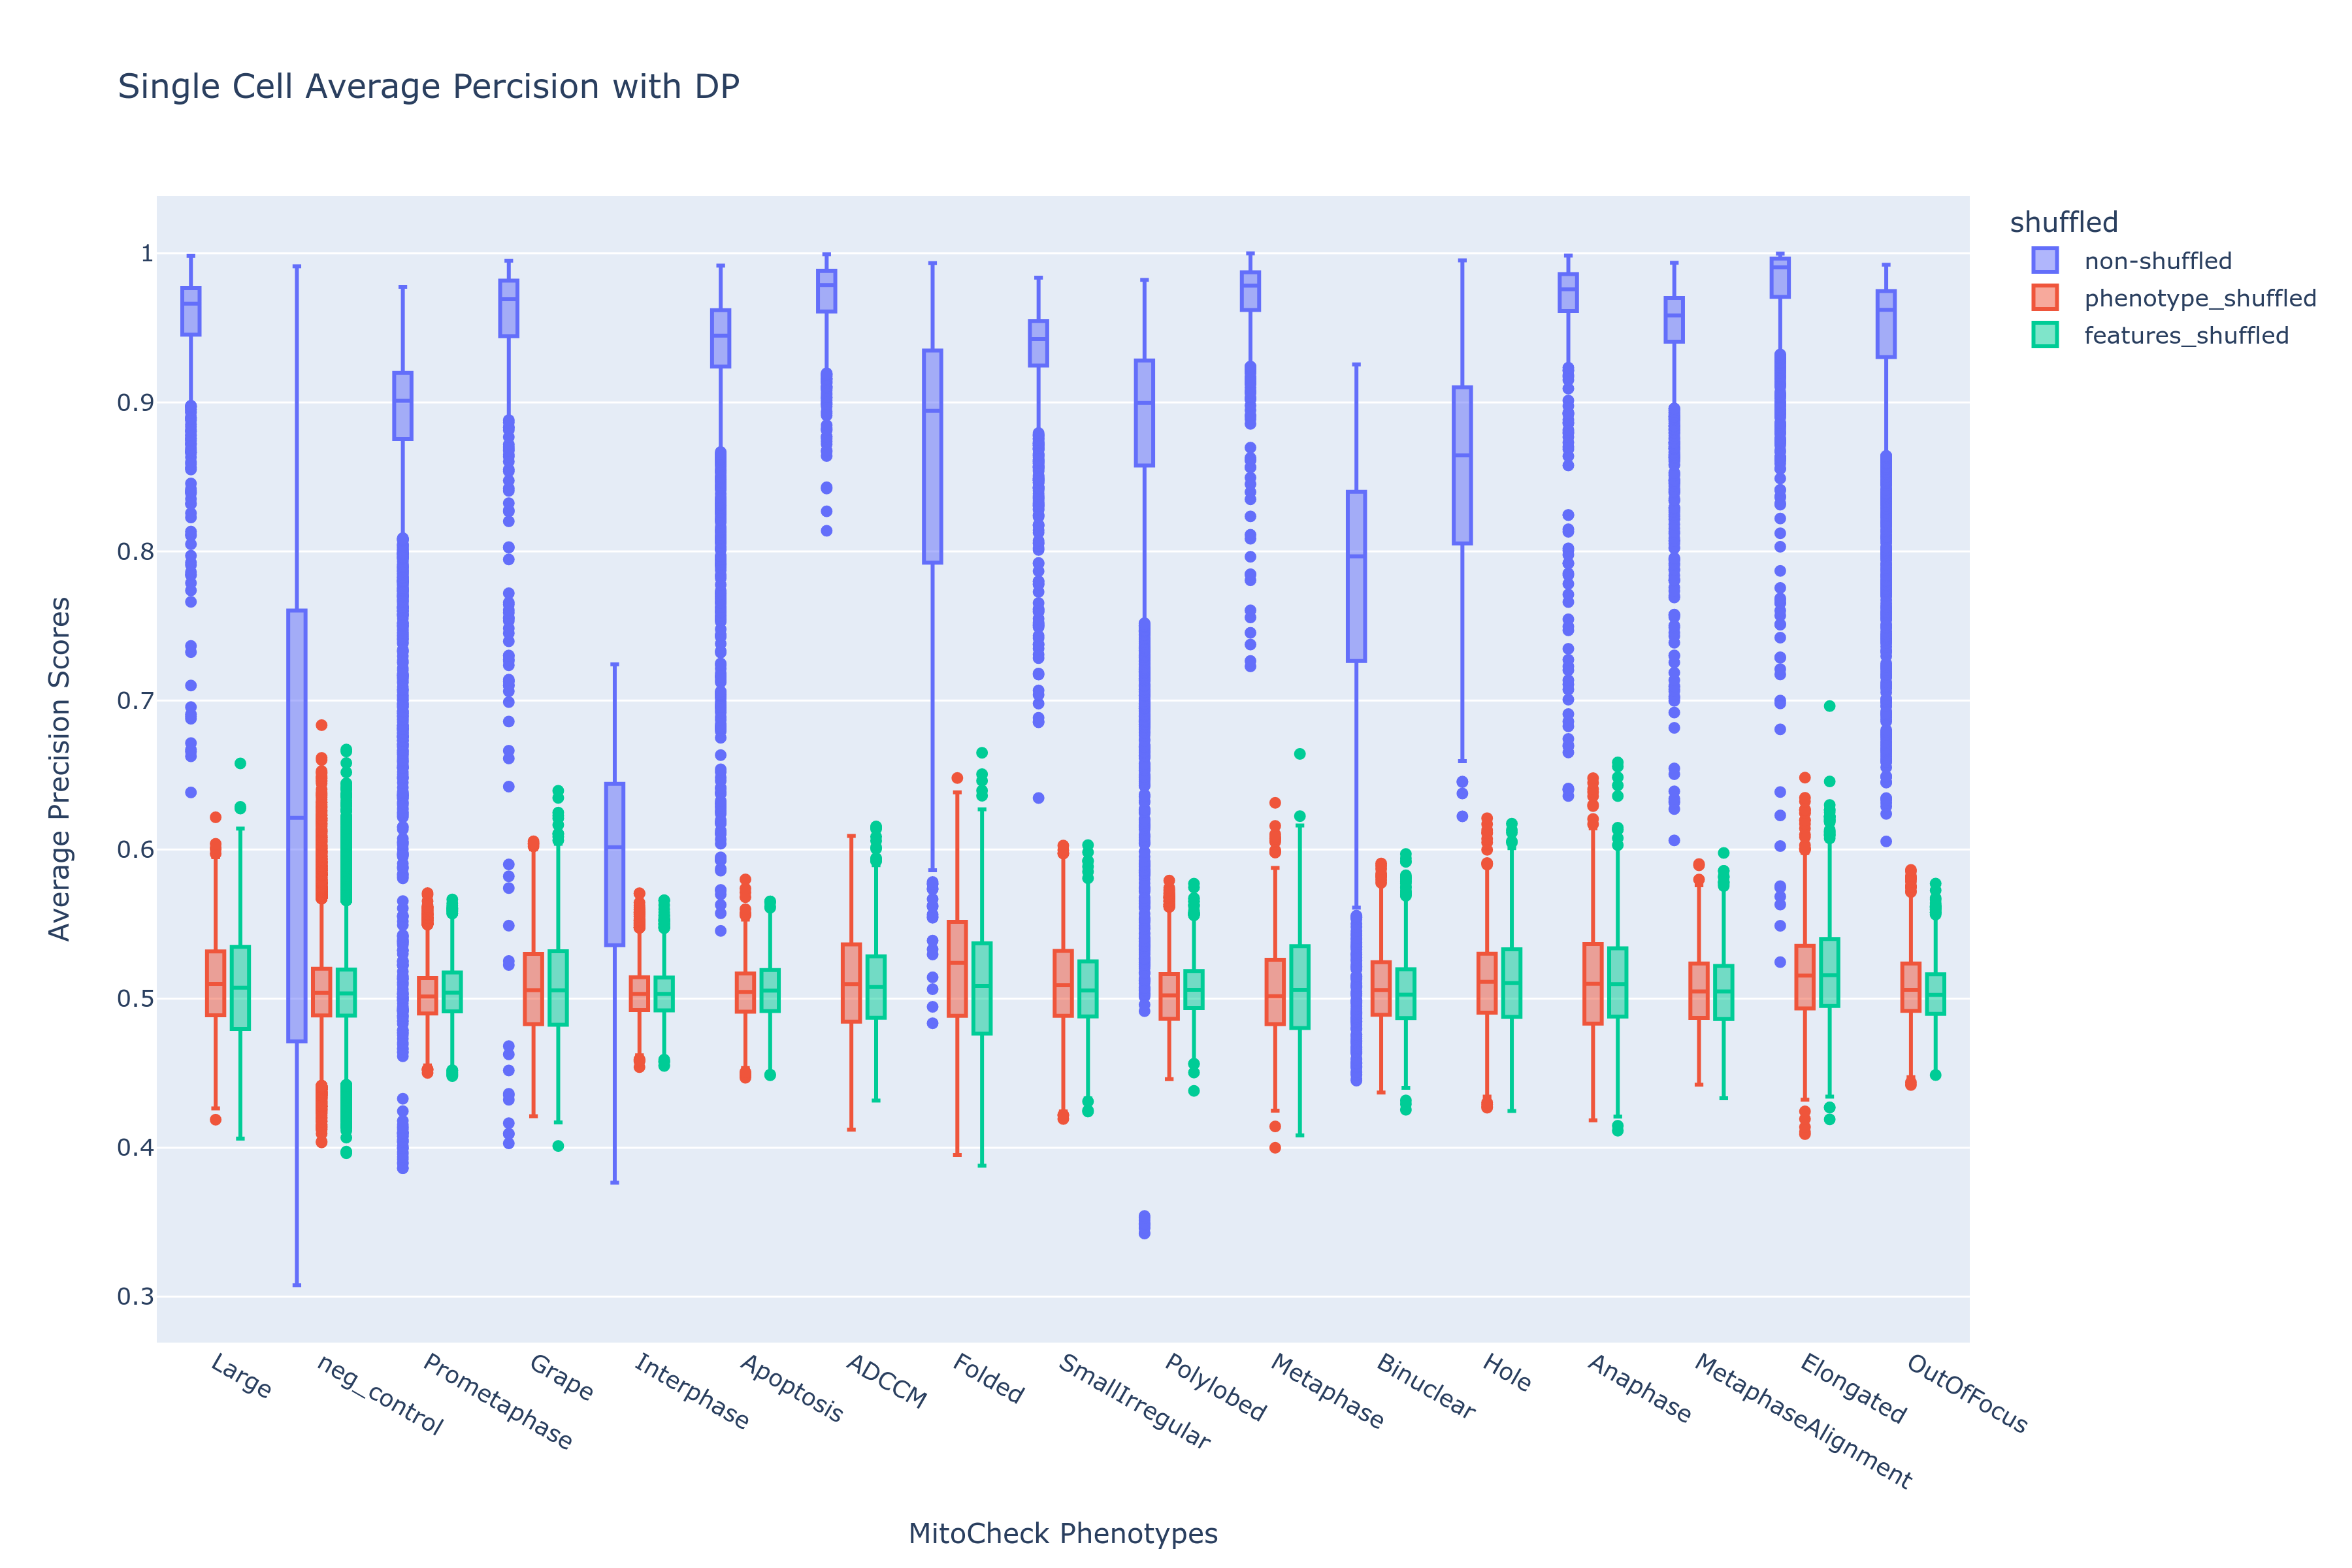 Single Cell Average Percision with DP
shuffled
non-shuffled
phenotype_shuffled
features_shuffled
Average Precision Scores
1
0.9
0.8
0.7
0.6
0.5
0.4
0.3
Large
neg_control
Prometaphase
Grape
Interphase
Apoptosis
ADCCM
Folded
SmallIrregular
Polylobed
Metaphase
Binuclear
Hole
Anaphase
MetaphaseAlignment
Elongated
OutOfFocus
MitoCheck Phenotypes